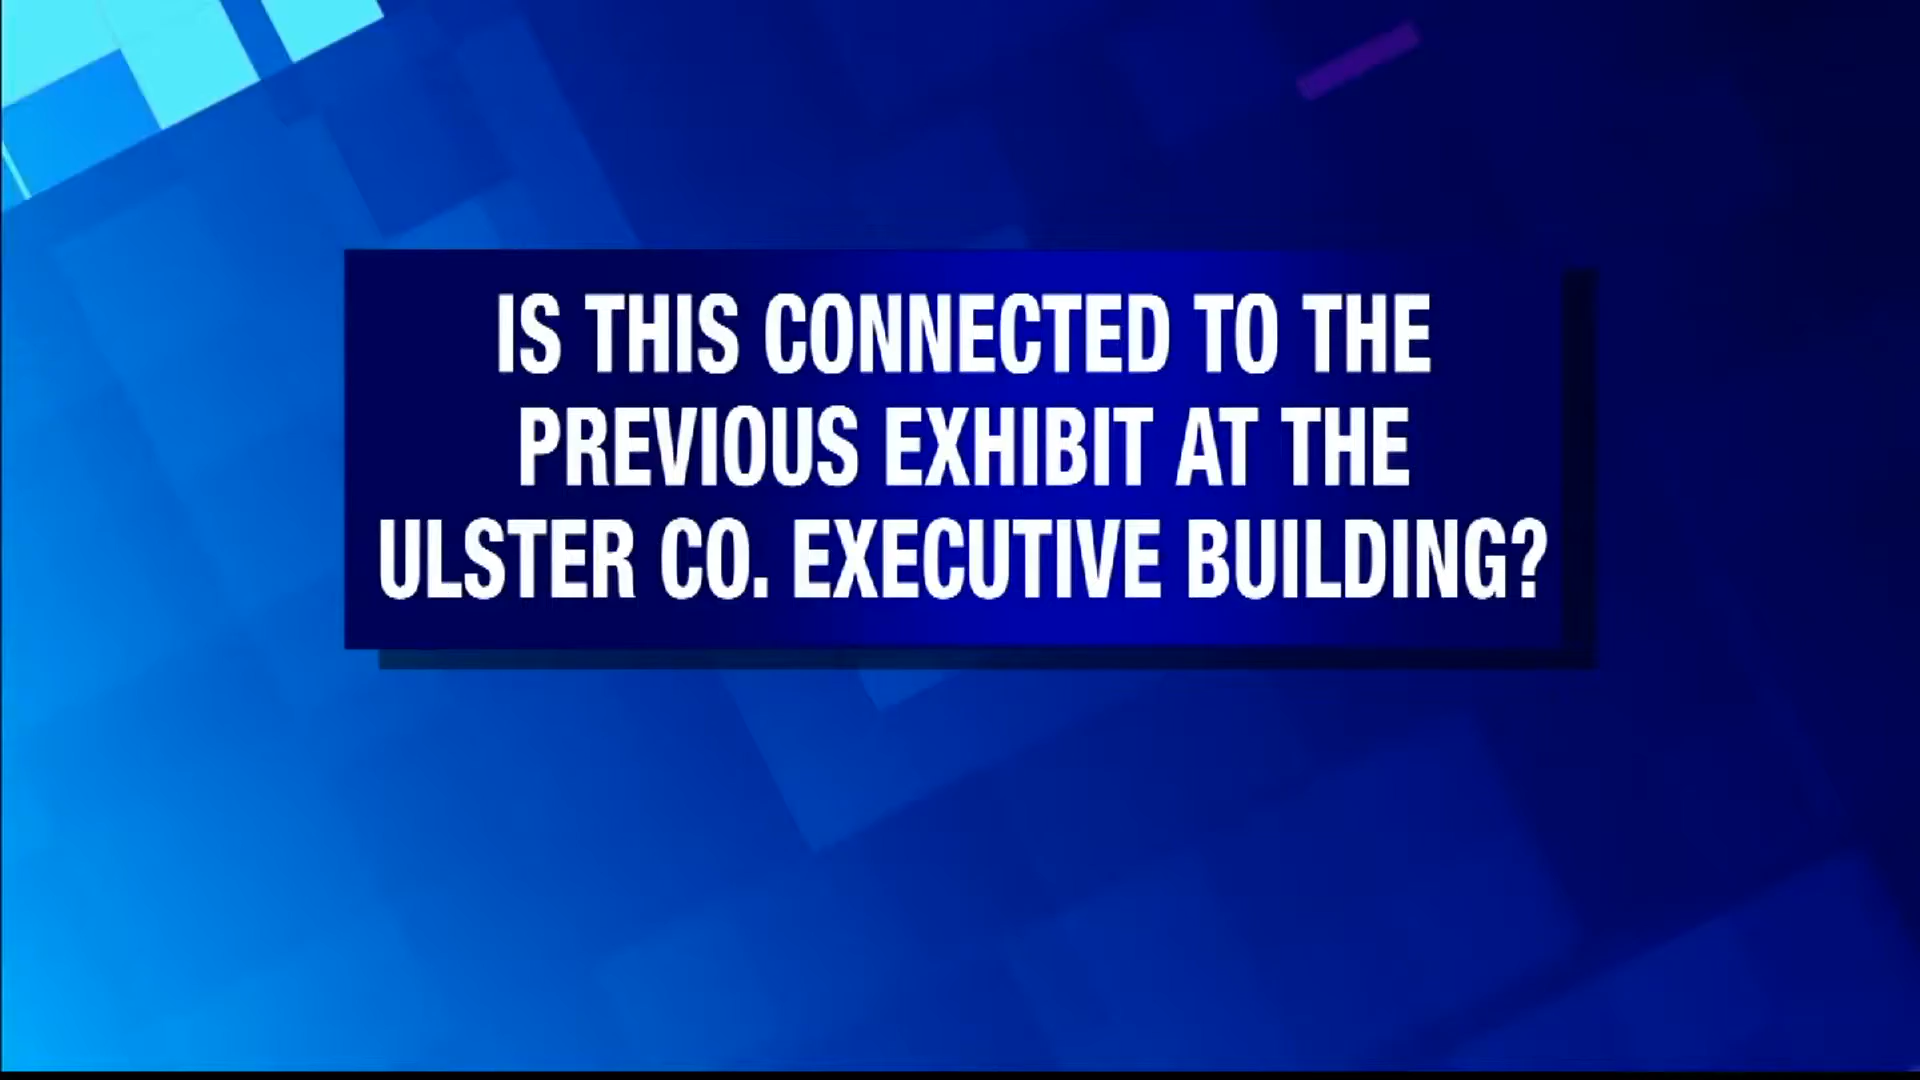 IS THIS CONNECTED TO THE
PREVIOUS EXHIBIT AT THE
ULSTER CO. EXECUTIVE BUILDING?